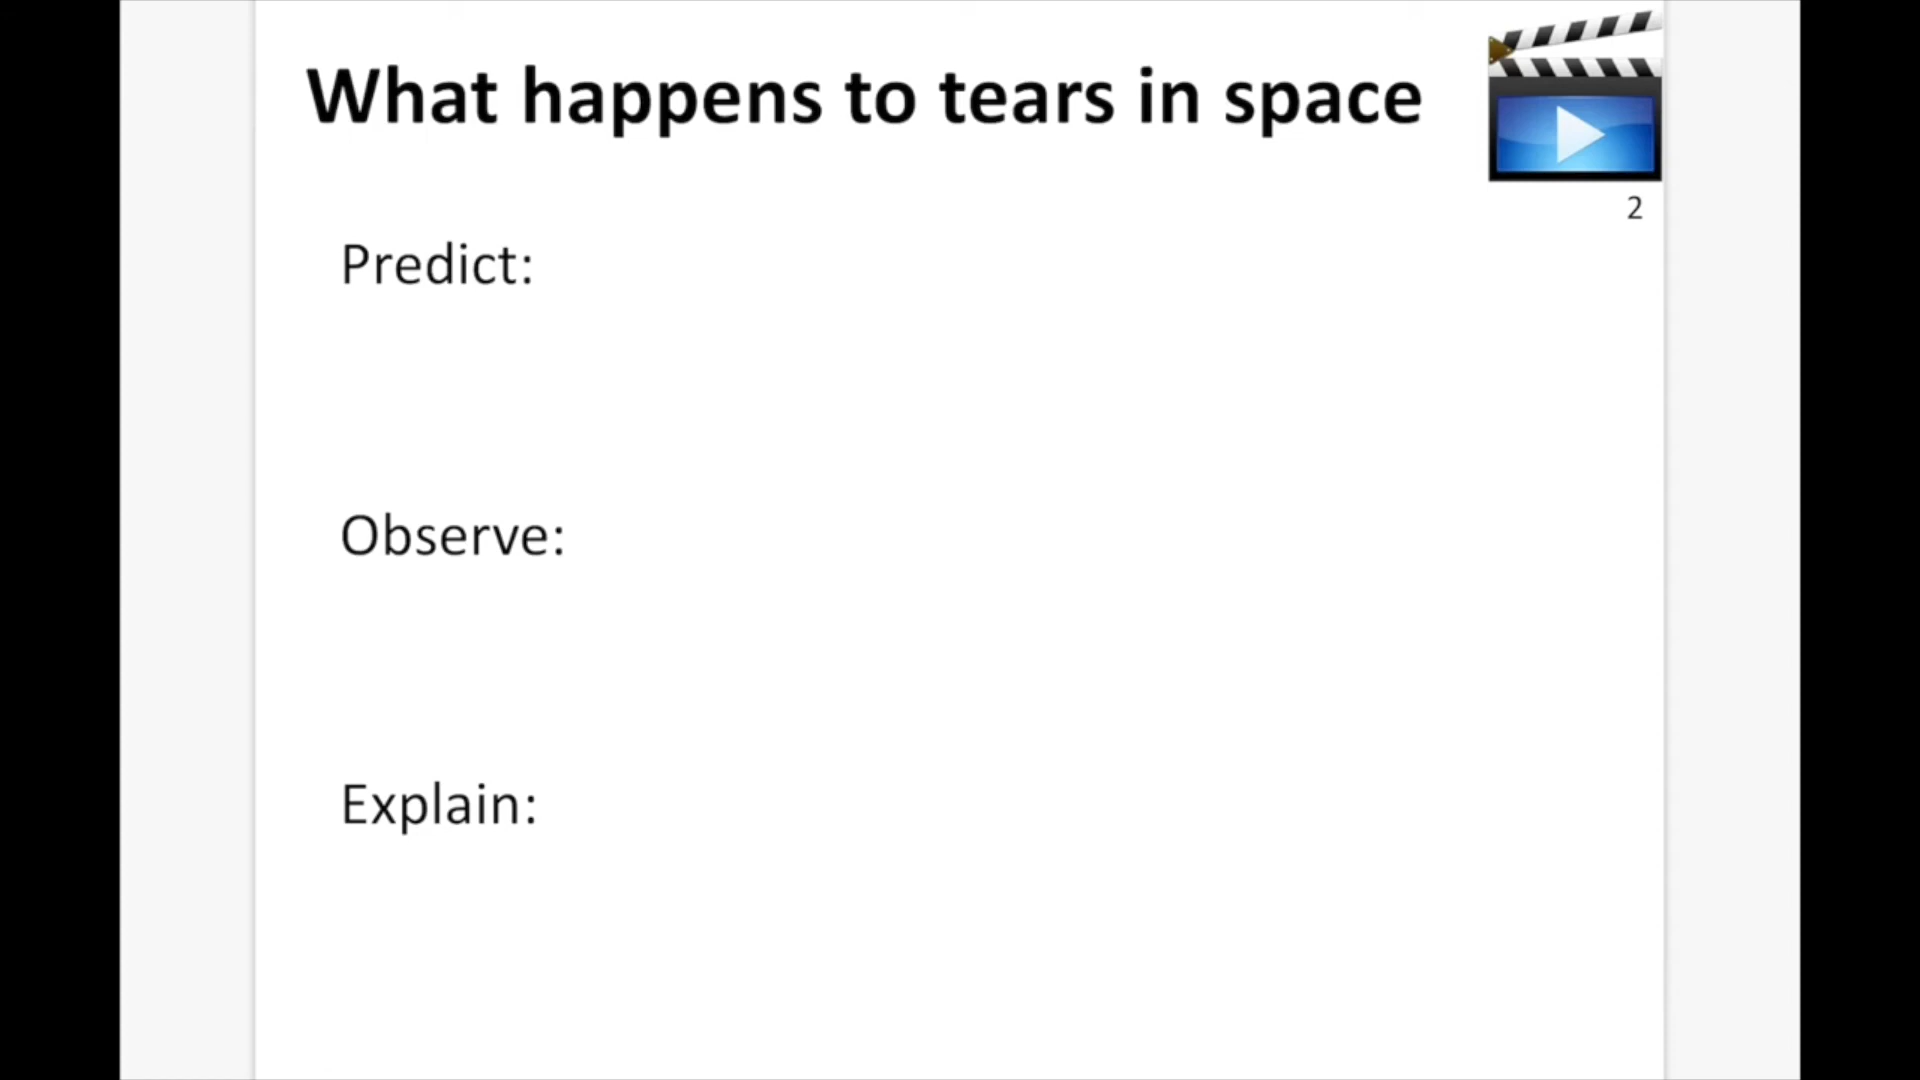 What happens to tears in space
2
Predict:
Observe:
Explain: